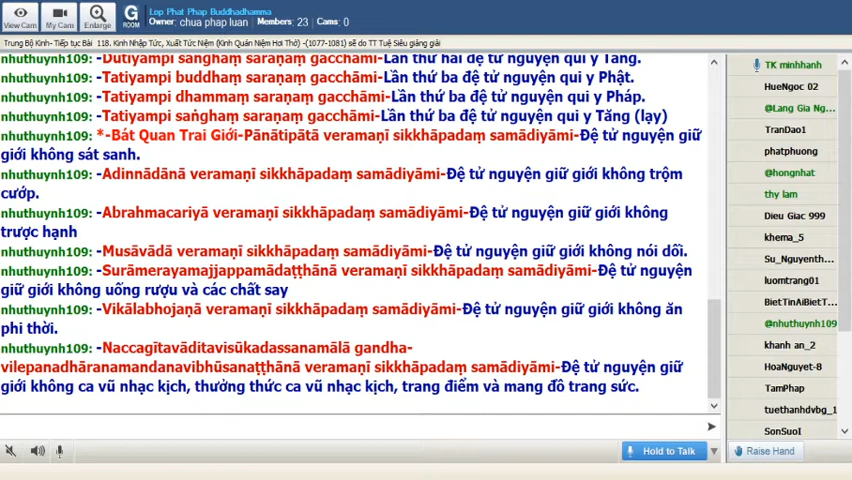 Lop Phat Phap Buddhadhamma
Owner: chua phap luan Members: 23 Cams: 0
View Cam
My Cam
Enlarge
G
ROOM
Trung Bộ Kinh- Tiếp tục Bài 118. Kinh Nhập Tức, Xuất Tức Niệm (Kinh Quán Niệm Hơi Thở) -(1077-1081) sẽ do TT Tuệ Siêu giảng giải
nhuthuynh109: -Dutiyampi saṅghaṃ saraṇaṃ gacchāmi-Lần thứ hai đệ tử nguyện qui y Tăng.
nhuthuynh109: -Tatiyampi buddhaṃ saraṇaṃ gacchāmi-Lần thứ ba đệ tử nguyện qui y Phật.
nhuthuynh109: -Tatiyampi dhammaṃ saraṇaṃ gacchāmi-Lần thứ ba đệ tử nguyện qui y Pháp.
nhuthuynh109: -Tatiyampi saṅghaṃ saraṇaṃ gacchāmi-Lần thứ ba đệ tử nguyện qui y Tăng (lạy)
nhuthuynh109: *-Bát Quan Trai Giới-Pānātipātā veramaṇī sikkhāpadaṃ samādiyāmi-Đệ tử nguyện giữ
giới không sát sanh.
nhuthuynh109: -Adinnādānā veramaṇī sikkhāpadaṃ samādiyāmi-Đệ tử nguyện giữ giới không trộm
cướp.
nhuthuynh109: -Abrahmacariyā veramaṇī sikkhāpadaṃ samādiyāmi-Đệ tử nguyện giữ giới không
trược hạnh
nhuthuynh109: -Musāvādā veramaṇī sikkhāpadaṃ samādiyāmi-Đệ tử nguyện giữ giới không nói dối.
nhuthuynh109: -Surāmerayamajjappamādaṭṭhānā veramaṇī sikkhāpadaṃ samādiyāmi-Đệ tử nguyện
giữ giới không uống rượu và các chất say
nhuthuynh109: -Vikālabhojaṇā veramaṇī sikkhāpadaṃ samādiyāmi-Đệ tử nguyện giữ giới không ăn
phi thời.
nhuthuynh109: -Naccagītavāditavisūkadassanamālā gandha-
vilepanadhāranamandanavibhūsanaṭṭhānā veramaṇī sikkhāpadaṃ samādiyāmi-Đệ tử nguyện giữ
giới không ca vũ nhạc kịch, thưởng thức ca vũ nhạc kịch, trang điểm và mang đồ trang sức.
TK minhhanh
HueNgoc 02
@Lang Gia Ng...
TranDao1
phatphuong
@hongnhat
thy lam
Dieu Giac 999
khema_5
Su_Nguyenth...
luomtrang01
BietTinAiBietT...
@nhuthuynh109
khanh an_2
HoaNguyet-8
TamPhap
tuethanhdvbg_1
SonSuoI
Hold to Talk
Raise Hand